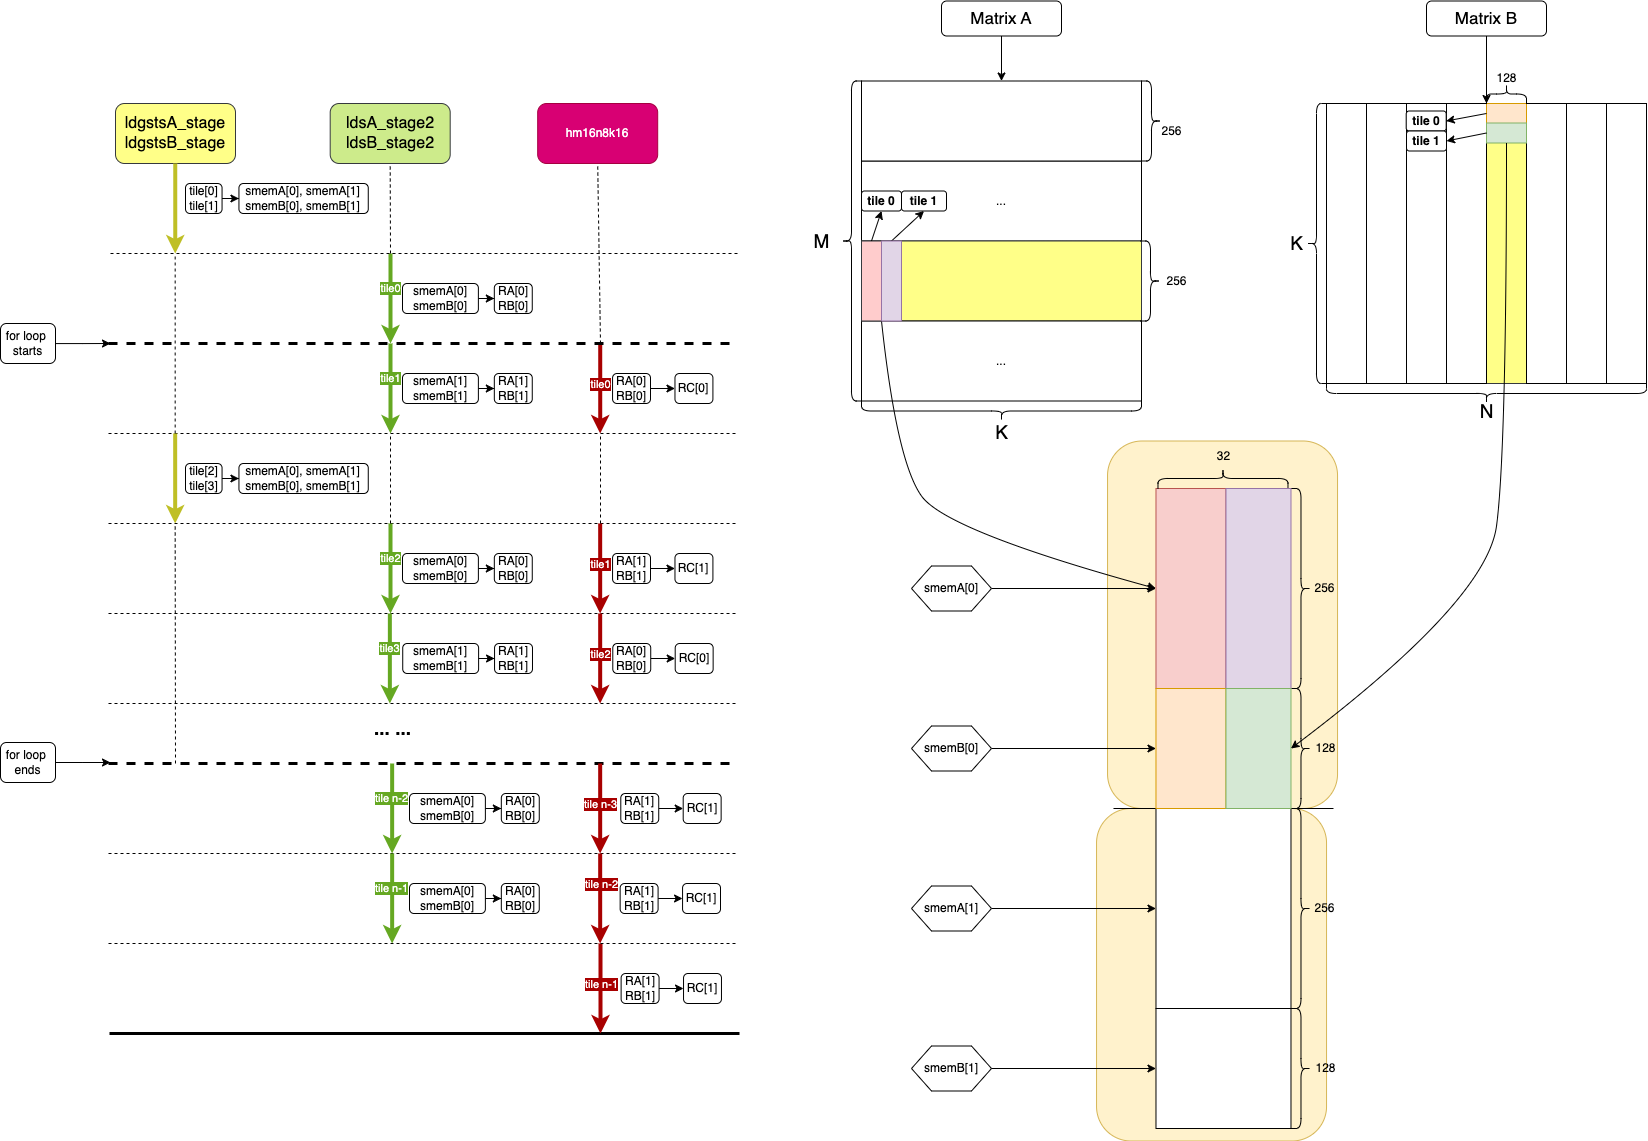 ldgstsA_stage
ldgstsB_stage
ldsA_stage2
ldsB_stage2
hm16n8k16
tile[0]
tile[1]
smemA[0], smemA[1]
smemB[0], smemB[1]
tile0
smemA[0]
smemB[0]
RA[0]
RB[0]
for loop
starts
tile1
smemA[1]
smemB[1]
RA[1]
RB[1]
tile0
RA[0]
RB[0]
RC[0]
tile[2]
tile[3]
smemA[0], smemA[1]
smemB[0], smemB[1]
tile2
smemA[0]
smemB[0]
RA[0]
RB[0]
tile1
RA[1]
RB[1]
RC[1]
tile3
smemA[1]
smemB[1]
RA[1]
RB[1]
tile2
RA[0]
RB[0]
RC[0]
... ...
for loop
ends
tile n-2
smemA[0]
smemB[0]
RA[0]
RB[0]
tile n-3
RA[1]
RB[1]
RC[1]
tile n-1
smemA[0]
smemB[0]
RA[0]
RB[0]
tile n-2
RA[1]
RB[1]
RC[1]
tile n-1
RA[1]
RB[1]
RC[1]
Matrix A
256
tile 0
tile 1
...
M
256
...
K
Matrix B
128
tile 0
tile 1
K
N
32
smemA[0]
256
smemB[0]
128
smemA[1]
256
smemB[1]
128